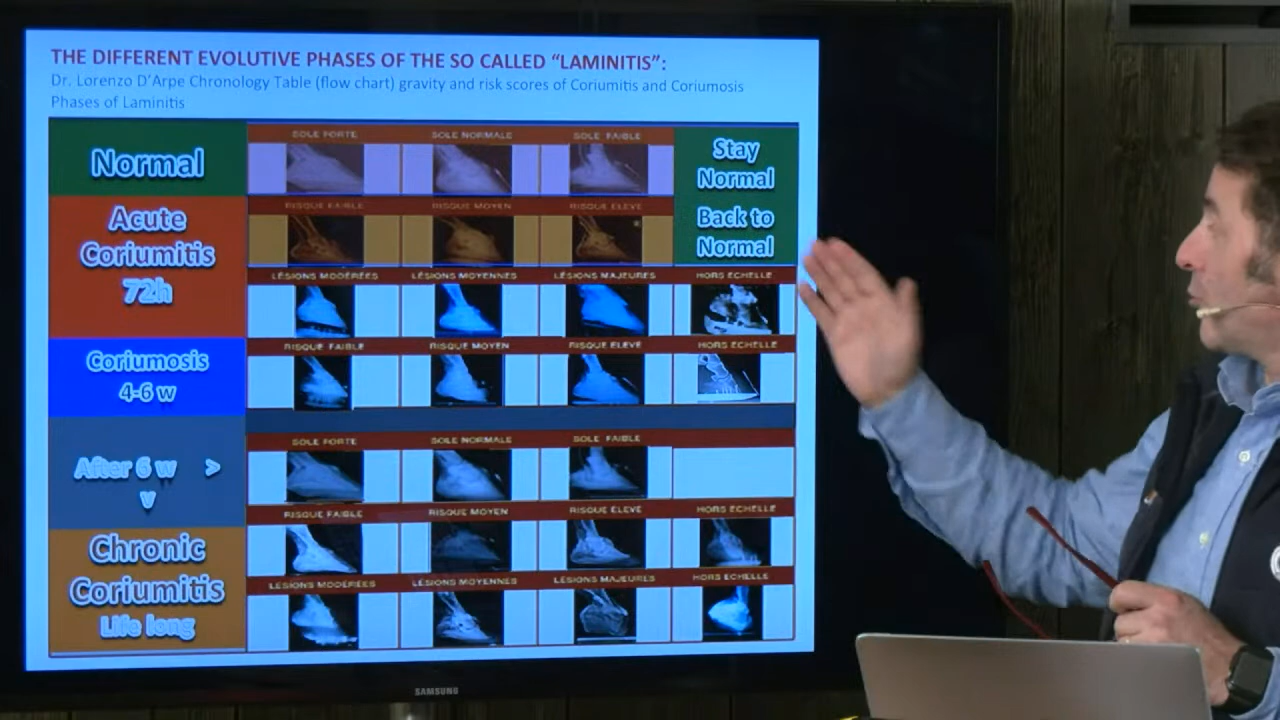 THE DIFFERENT EVOLUTIVE PHASES OF THE SO CALLED “LAMINITIS”:
Dr. Lorenzo D’Arpe Chronology Table (flow chart) gravity and risk scores of Coriumitis and Coriumosis
Phases of Laminitis
Normal
SOLE FORTE
SOLE NORMALE
SOLE FAIBLE
Stay
Normal
Acute
Coriumitis
72h
RISQUE FAIBLE
RISQUE MOYEN
RISQUE ELEVE
Back to
Normal
LÉSIONS MODÉRÉES
LÉSIONS MOYENNES
LÉSIONS MAJEURES
HORS ECHELLE
Coriumosis
4-6 w
RISQUE FAIBLE
RISQUE MOYEN
RISQUE ELEVE
HORS ECHELLE
After 6 w >
v
SOLE FORTE
SOLE NORMALE
SOLE FAIBLE
RISQUE FAIBLE
RISQUE MOYEN
RISQUE ELEVE
HORS ECHELLE
Chronic
Coriumitis
Life long
LÉSIONS MODÉRÉES
LÉSIONS MOYENNES
LÉSIONS MAJEURES
HORS ECHELLE
SAMSUNG